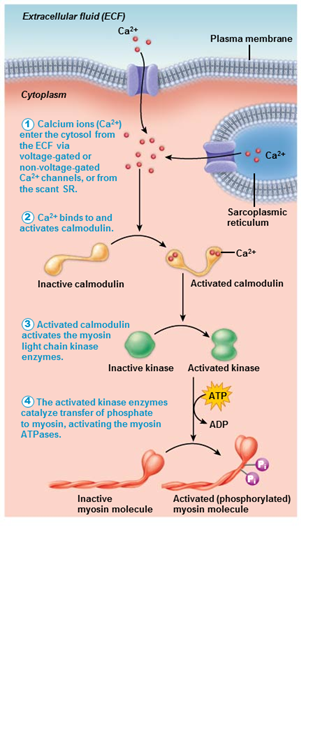 Extracellular fluid (ECF)
Ca²⁺
Plasma membrane
Cytoplasm
① Calcium ions (Ca²⁺)
enter the cytosol from
the ECF via
voltage-gated or
non-voltage-gated
Ca²⁺ channels, or from
the scant SR.
Ca²⁺
Sarcoplasmic
reticulum
② Ca²⁺ binds to and
activates calmodulin.
Ca²⁺
Inactive calmodulin
Activated calmodulin
③ Activated calmodulin
activates the myosin
light chain kinase
enzymes.
Inactive kinase
Activated kinase
④ The activated kinase enzymes
catalyze transfer of phosphate
to myosin, activating the myosin
ATPases.
ATP
ADP
Pi
Pi
Inactive
myosin molecule
Activated (phosphorylated)
myosin molecule